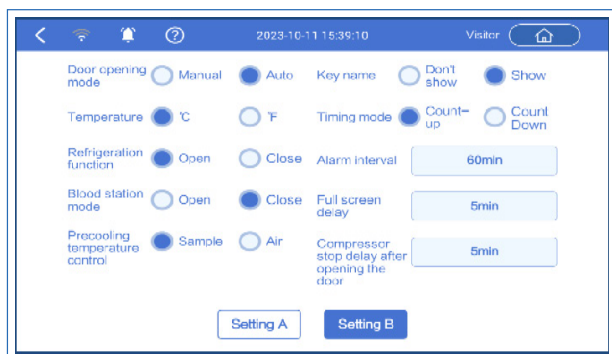 2023-10-11 15:39:10 Visitor
Door opening mode Manual Auto Key name Don't show Show
Temperature ℃ ℉ Timing mode Count-up Count Down
Refrigeration function Open Close Alarm interval 60min
Blood station mode Open Close Full screen delay 5min
Precooling temperature control Sample Air Compressor stop delay after opening the door 5min
Setting A Setting B